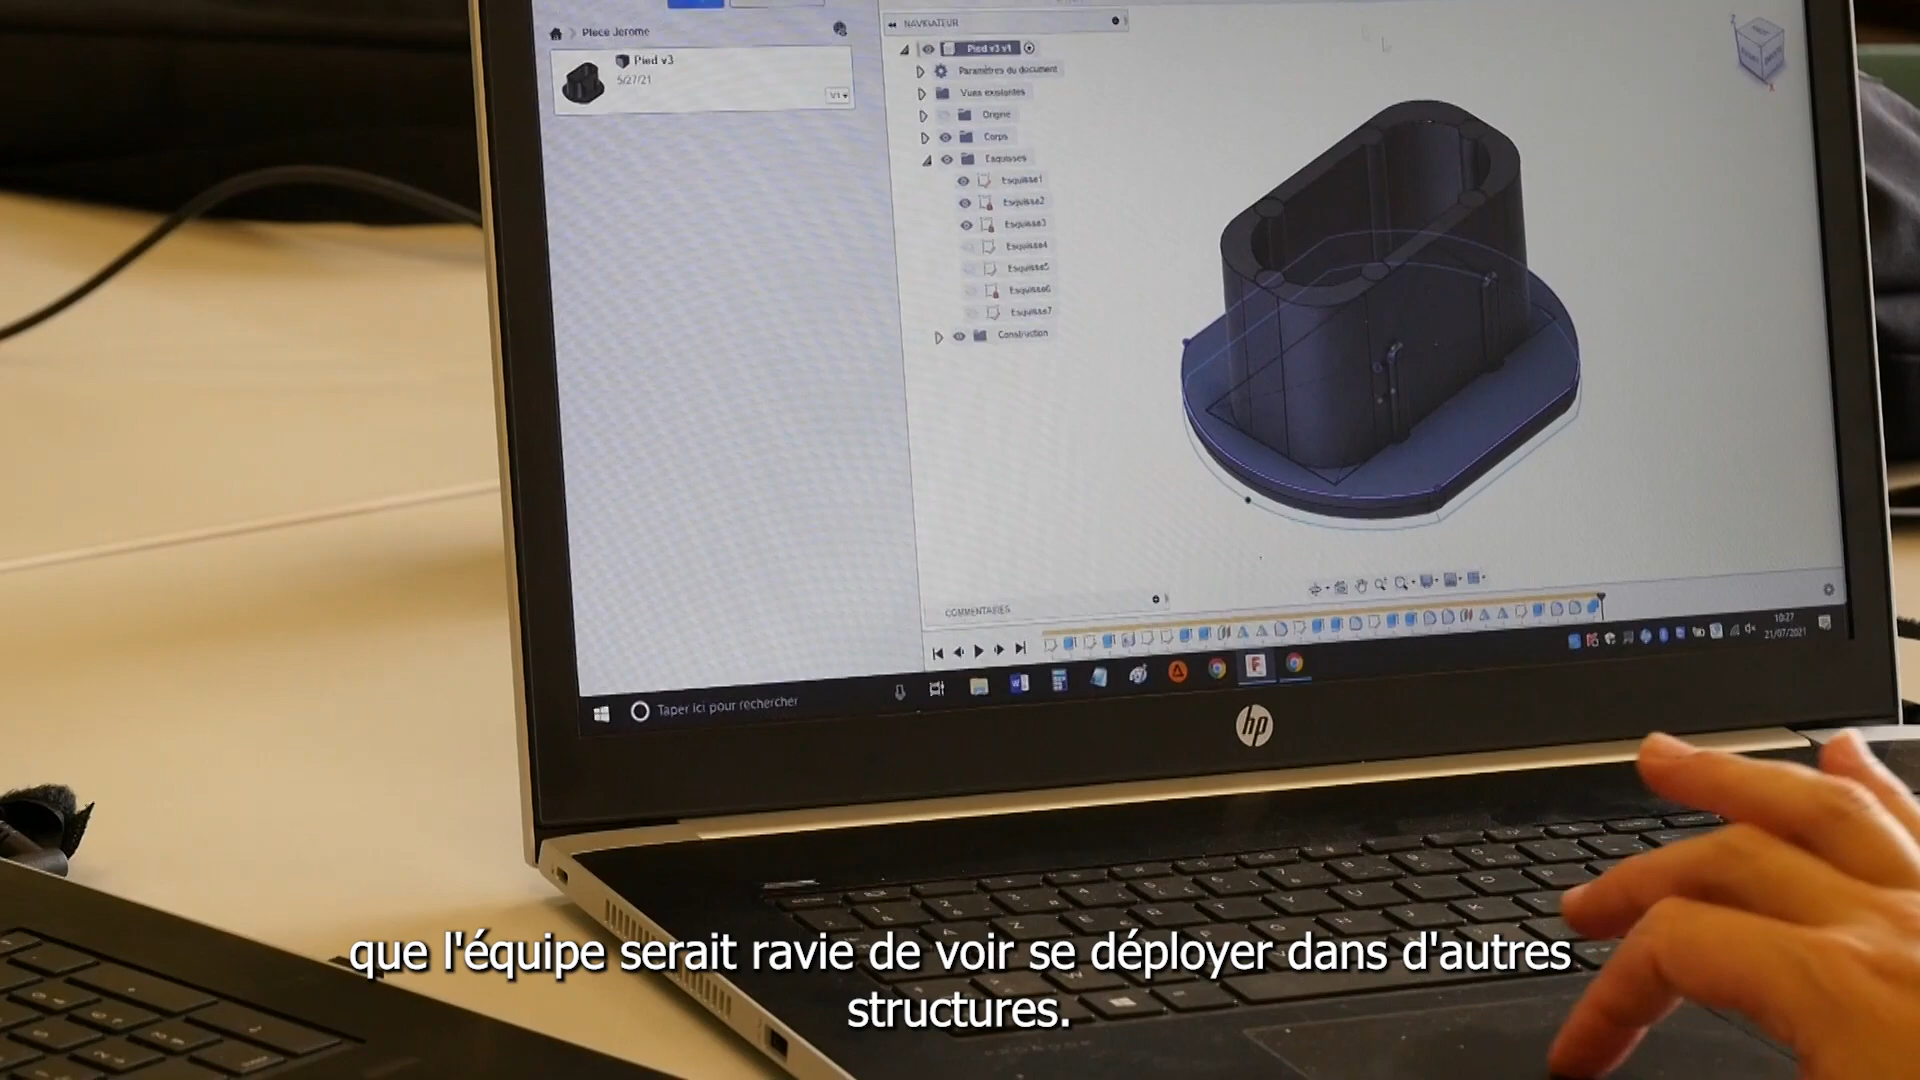 Piece Jerome
Pied v3
5/27/21
V1
NAVIGATEUR
Pied v3 v1
Paramètres du document
Vues existantes
Origine
Corps
Esquisses
Esquisse1
Esquisse2
Esquisse3
Esquisse4
Esquisse5
Esquisse6
Esquisse7
Construction
COMMENTAIRES
10:27
21/07/2021
Taper ici pour rechercher
hp
que l'équipe serait ravie de voir se déployer dans d'autres
structures.